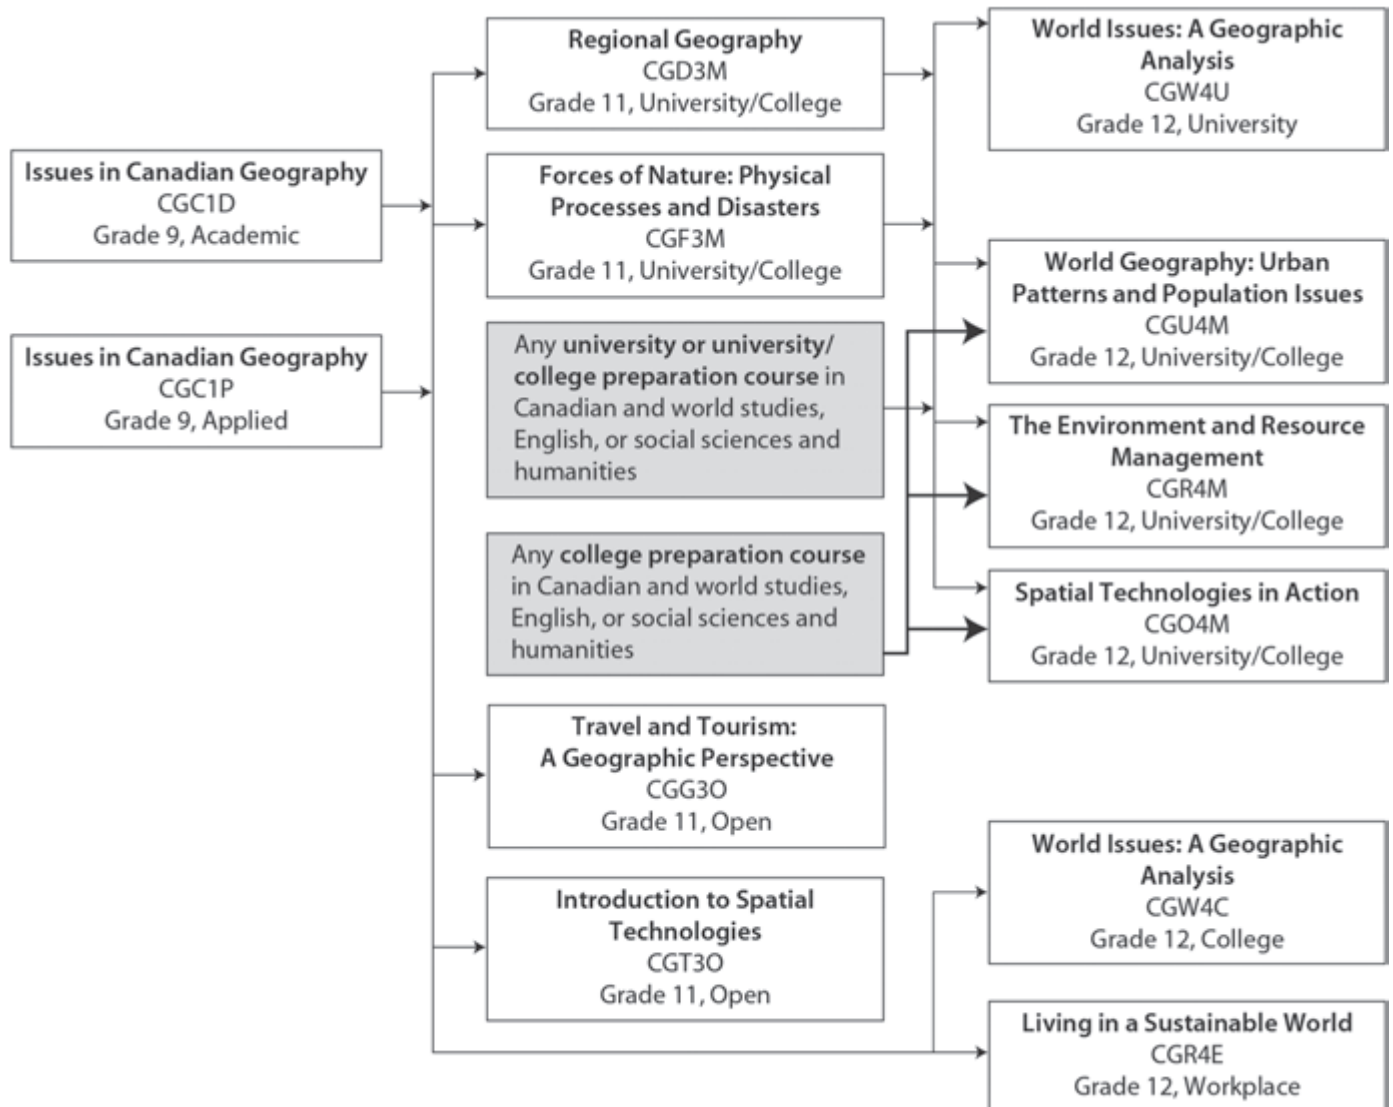 Issues in Canadian Geography
CGC1D
Grade 9, Academic
Issues in Canadian Geography
CGC1P
Grade 9, Applied
Regional Geography
CGD3M
Grade 11, University/College
Forces of Nature: Physical
Processes and Disasters
CGF3M
Grade 11, University/College
Any university or university/
college preparation course in
Canadian and world studies,
English, or social sciences and
humanities
Any college preparation course
in Canadian and world studies,
English, or social sciences and
humanities
Travel and Tourism:
A Geographic Perspective
CGG3O
Grade 11, Open
Introduction to Spatial
Technologies
CGT3O
Grade 11, Open
World Issues: A Geographic
Analysis
CGW4U
Grade 12, University
World Geography: Urban
Patterns and Population Issues
CGU4M
Grade 12, University/College
The Environment and Resource
Management
CGR4M
Grade 12, University/College
Spatial Technologies in Action
CGO4M
Grade 12, University/College
World Issues: A Geographic
Analysis
CGW4C
Grade 12, College
Living in a Sustainable World
CGR4E
Grade 12, Workplace